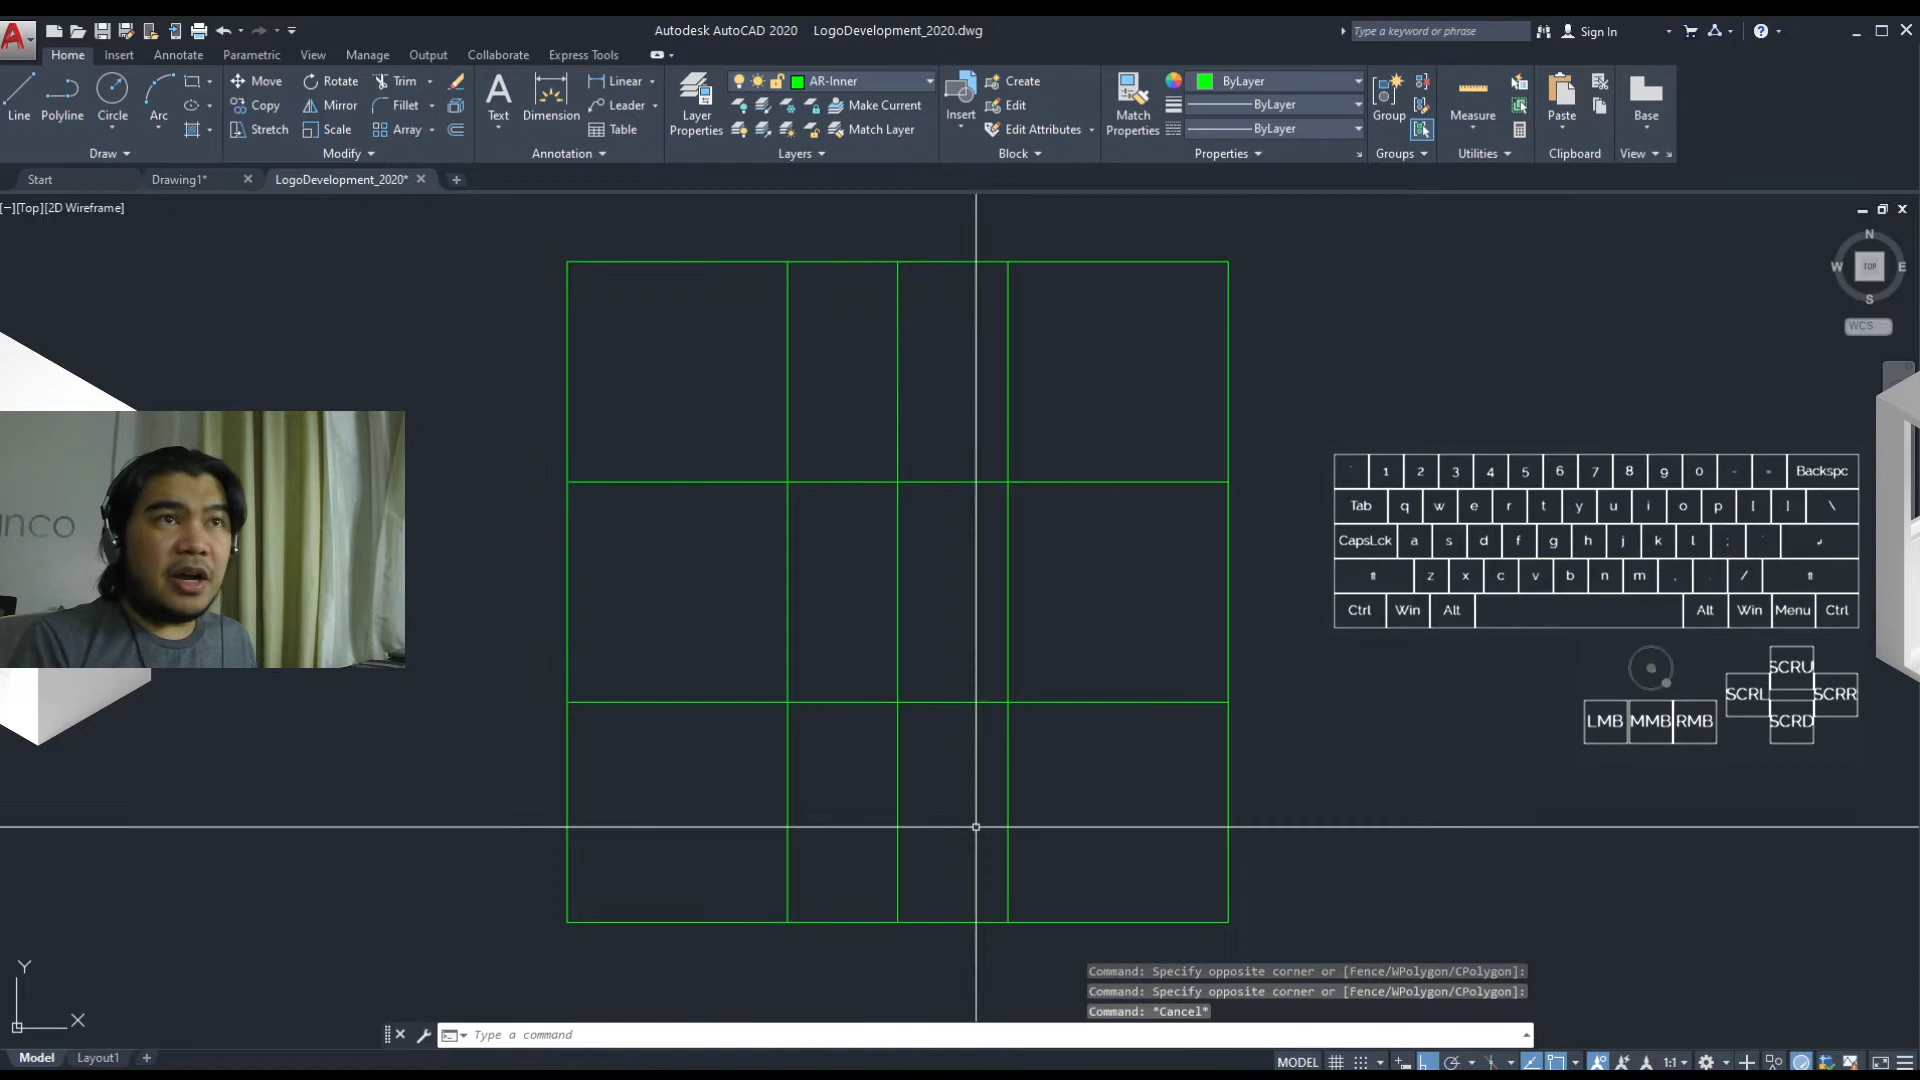 Autodesk AutoCAD 2020 LogoDevelopment_2020.dwg
Type a keyword or phrase
Sign In
Home Insert Annotate Parametric View Manage Output Collaborate Express Tools
Line Polyline Circle Arc
Move Rotate Trim
Copy Mirror Fillet
Stretch Scale Array
Text Dimension
Linear
Leader
Table
Layer Properties
AR-Inner
Make Current
Match Layer
Insert
Create
Edit
Edit Attributes
Match Properties
ByLayer
ByLayer
ByLayer
Group Measure Paste Base
Draw Modify Annotation Layers Block Properties Groups Utilities Clipboard View
Start Drawing1* LogoDevelopment_2020*
[−][Top][2D Wireframe]
N
W TOP E
S
WCS
nco
` 1 2 3 4 5 6 7 8 9 0 - = Backspc
Tab q w e r t y u i o p [ ] \
CapsLck a s d f g h j k l ;
z x c v b n m , . /
Ctrl Win Alt Alt Win Menu Ctrl
SCRU
SCRL SCRR
LMB MMB RMB SCRD
Command: Specify opposite corner or [Fence/WPolygon/CPolygon]:
Command: Specify opposite corner or [Fence/WPolygon/CPolygon]:
Command: *Cancel*
Type a command
Y
X
Model Layout1
MODEL 1:1